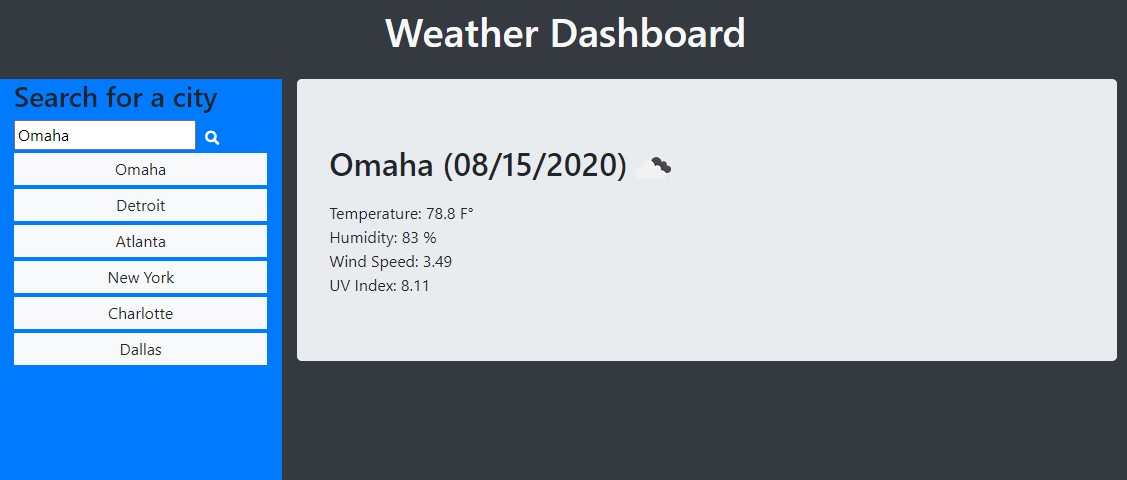 Weather Dashboard
Search for a city
Omaha
Omaha
Detroit
Atlanta
New York
Charlotte
Dallas
Omaha (08/15/2020)
Temperature: 78.8 F°
Humidity: 83 %
Wind Speed: 3.49
UV Index: 8.11